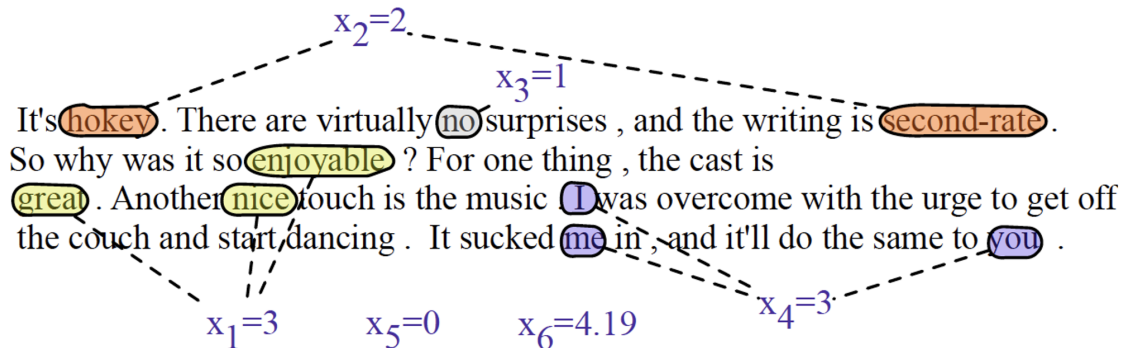 x2=2
x3=1
It's hokey . There are virtually no surprises , and the writing is second-rate .
So why was it so enjoyable ? For one thing , the cast is
great . Another nice touch is the music . I was overcome with the urge to get off
the couch and start dancing . It sucked me in , and it'll do the same to you .
x1=3 x5=0 x6=4.19 x4=3